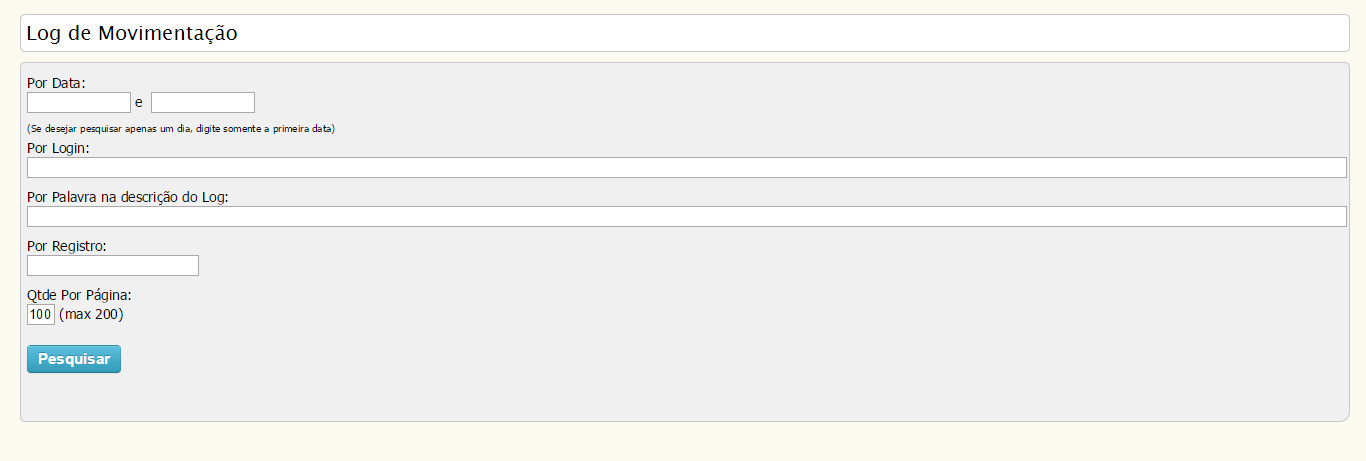 Log de Movimentação
Por Data:
e
(Se desejar pesquisar apenas um dia, digite somente a primeira data)
Por Login:
Por Palavra na descrição do Log:
Por Registro:
Qtde Por Página:
100 (max 200)
Pesquisar